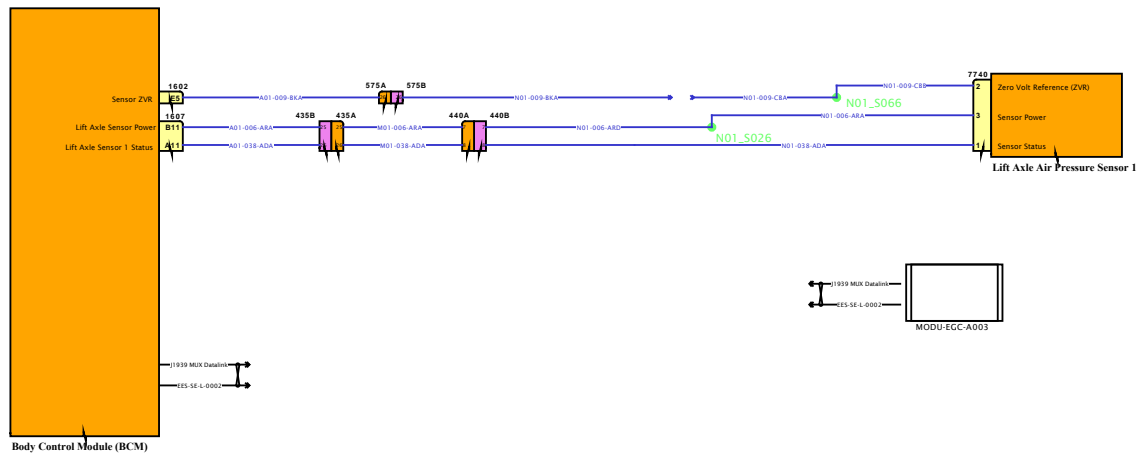 7740
1602 575A 575B
2 Zero Volt Reference (ZVR)
N01-009-CBB
Sensor ZVR E5 A01-009-BKA N01-009-BKA N01-009-CBA
N01_S066
1607 435B 435A 440A 440B
N01-006-ARA
3 Sensor Power
Lift Axle Sensor Power B11 A01-006-ARA 25 25 M01-006-ARA N01-006-ARD
N01_S026
Lift Axle Sensor 1 Status A11 A01-038-ADA M01-038-ADA N01-038-ADA 1 Sensor Status
Lift Axle Air Pressure Sensor 1
J1939 MUX Datalink
EES-SE-L-0002
MODU-EGC-A003
J1939 MUX Datalink
EES-SE-L-0002
Body Control Module (BCM)